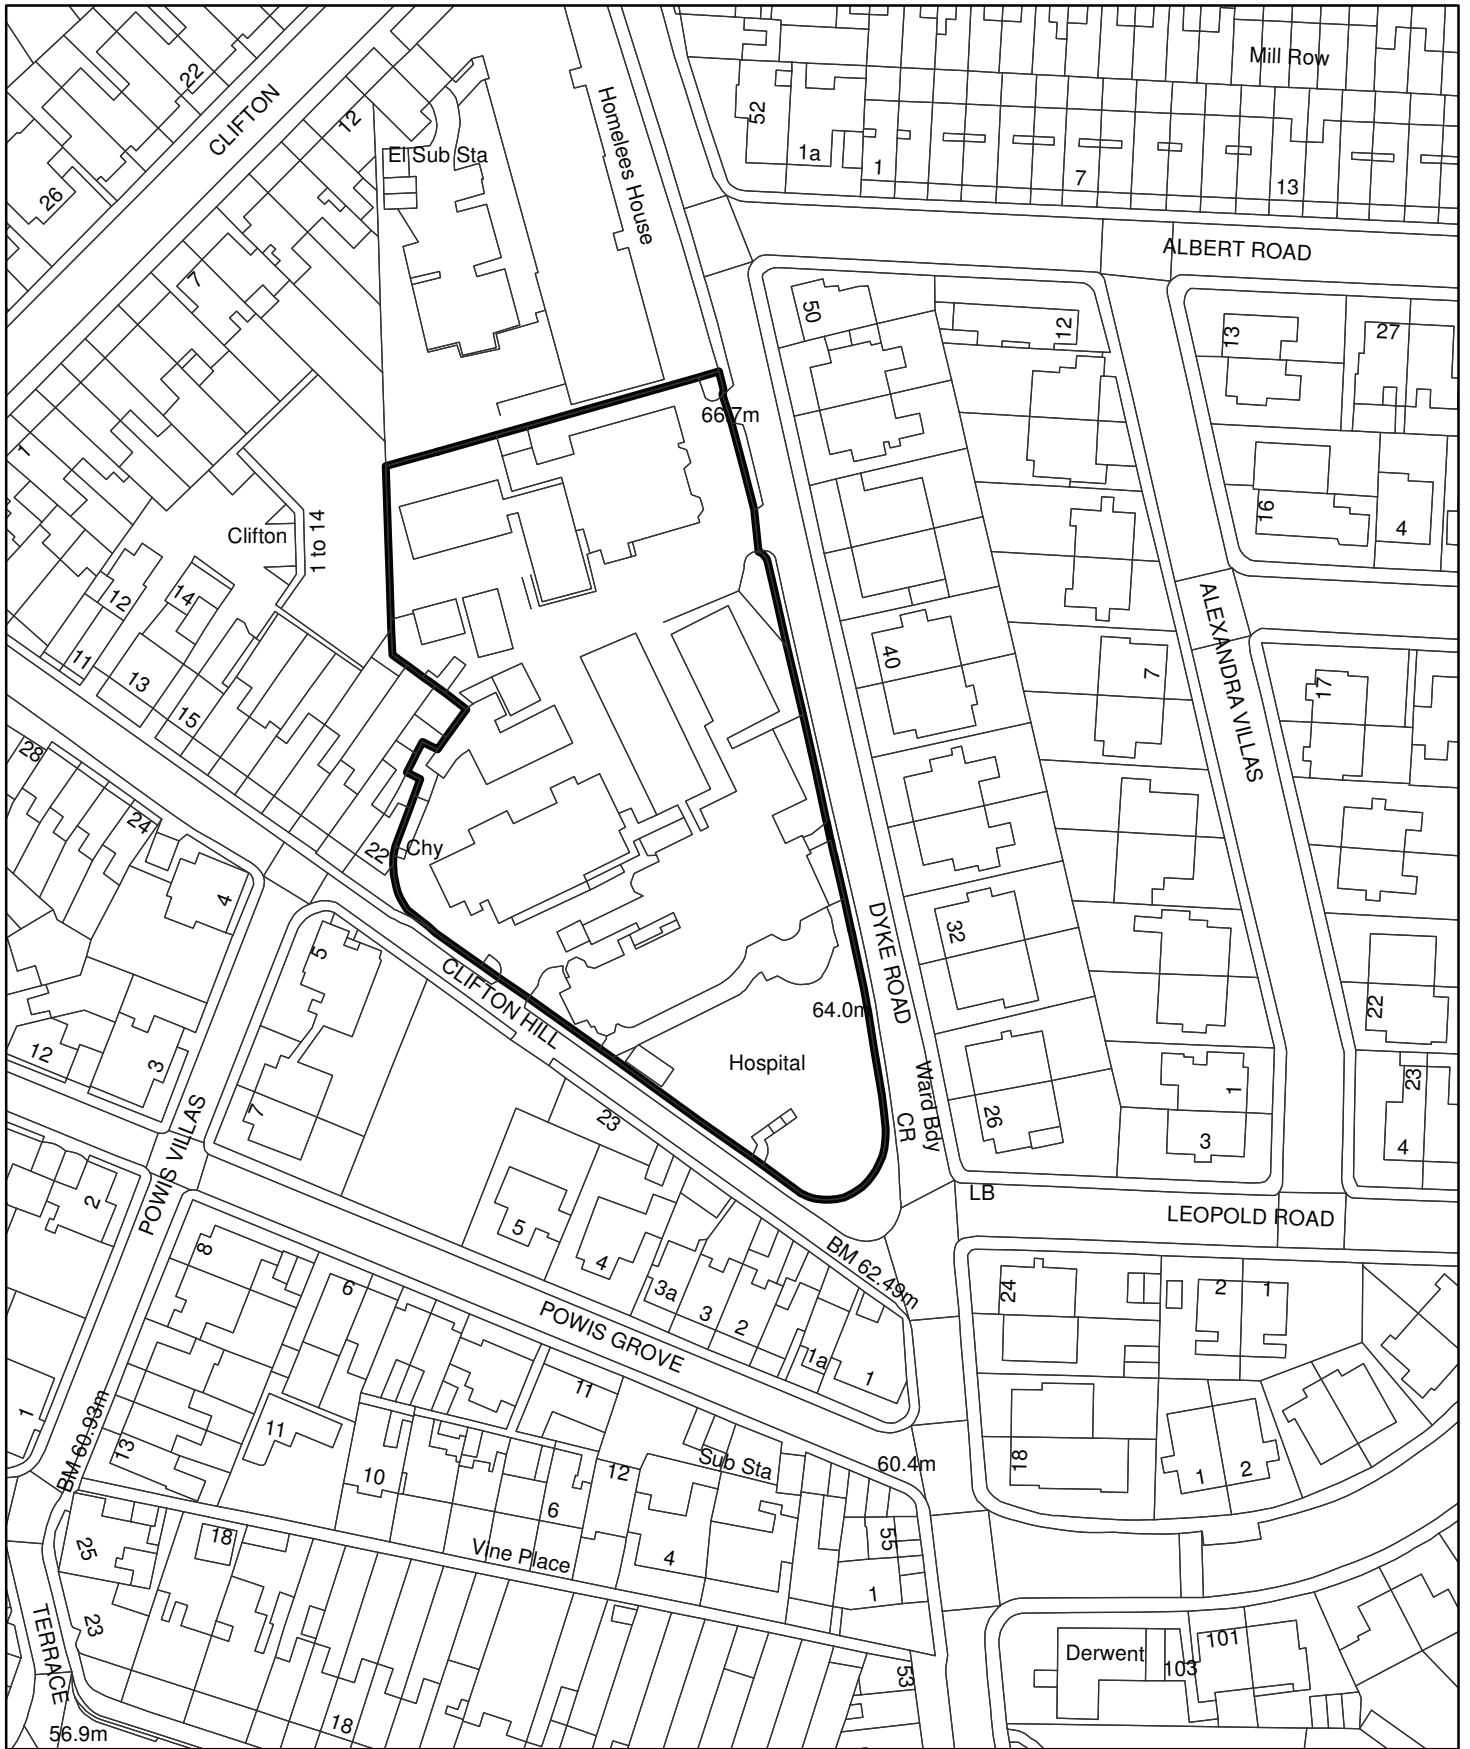 22
CLIFTON
12
26
El Sub Sta
Homelees House
Mill Row
52
1a
1
7
13
ALBERT ROAD
7
50
12
13
27
66.7m
1
Clifton
1 to 14
16
4
12
14
11
13
15
40
7
ALEXANDRA VILLAS
17
28
24
22
Chy
4
5
32
DYKE ROAD
CLIFTON HILL
64.0m
22
12
3
Hospital
23
7
23
Ward Bdy
CR
26
1
3
4
POWIS VILLAS
2
5
4
LB
LEOPOLD ROAD
8
6
3a
3
2
BM 62.49m
24
2
1
POWIS GROVE
1a
1
1
BM 60.93m
13
11
11
10
12
Sub Sta
60.4m
18
1
2
6
25
18
Vine Place
4
55
1
23
TERRACE
Derwent
101
103
53
18
56.9m